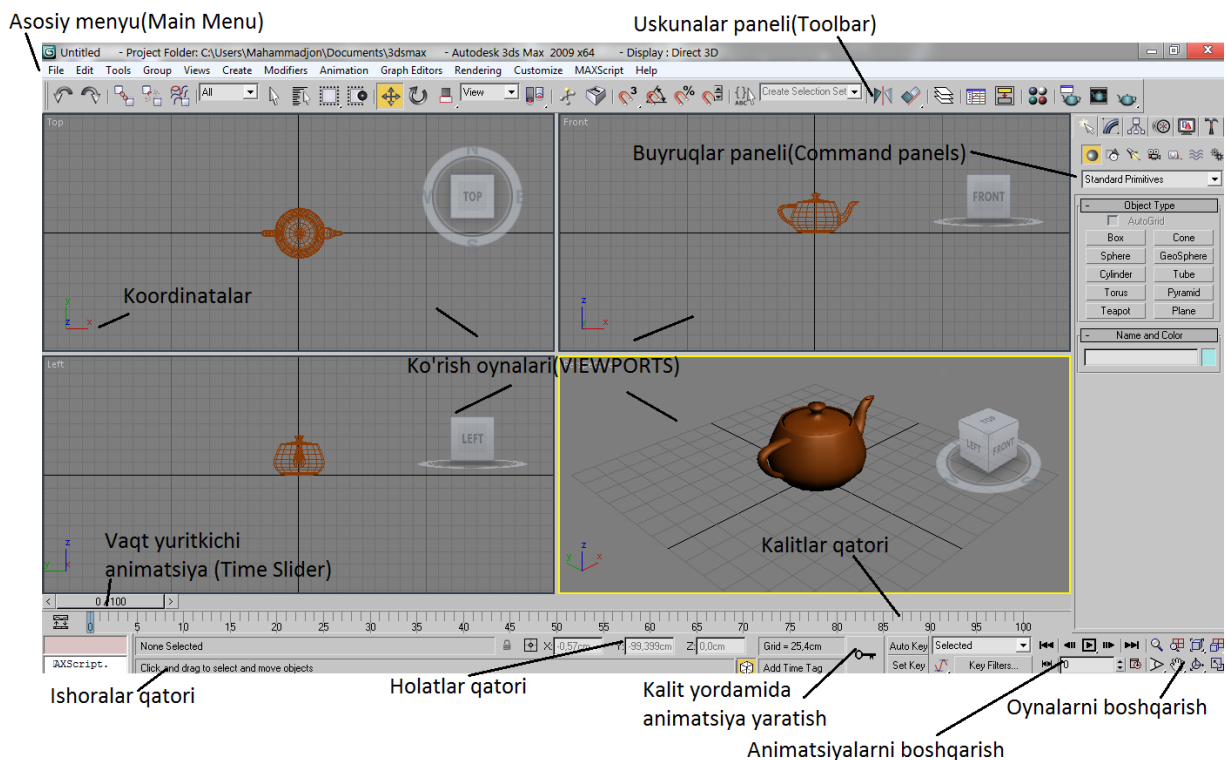 Asosiy menyu(Main Menu)
Uskunalar paneli(Toolbar)
Untitled - Project Folder: C:\Users\Mahammadjon\Documents\3dsmax - Autodesk 3ds Max 2009 x64 - Display : Direct 3D
File Edit Tools Group Views Create Modifiers Animation Graph Editors Rendering Customize MAXScript Help
All
View
3
%
ABC
Create Selection Set
Top
Front
N
W
TOP
E
S
FRONT
Buyruqlar paneli(Command panels)
Standard Primitives
- Object Type
AutoGrid
Box Cone
Sphere GeoSphere
Cylinder Tube
Torus Pyramid
Teapot Plane
- Name and Color
Koordinatalar
y
z x
z
x
Left
Ko'rish oynalari(VIEWPORTS)
LEFT
TOP
LEFT FRONT
Vaqt yuritkichi
animatsiya (Time Slider)
Kalitlar qatori
z
y x
z
y x
< 0 / 100 >
0 5 10 15 20 25 30 35 40 45 50 55 60 65 70 75 80 85 90 95 100
None Selected X: -0,57cm Y: -99,399cm Z: 0,0cm Grid = 25,4cm Auto Key Selected
AXScript. Click and drag to select and move objects Add Time Tag Set Key Key Filters... 0
Ishoralar qatori
Holatlar qatori
Kalit yordamida
animatsiya yaratish
Oynalarni boshqarish
Animatsiyalarni boshqarish